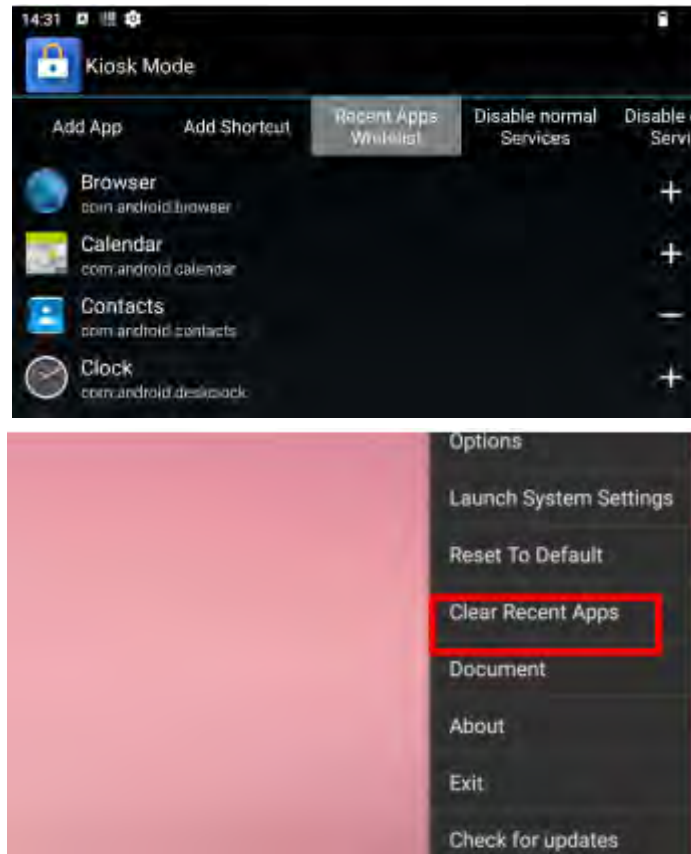 14:31
Kiosk Mode
Add App
Add Shortcut
Recent Apps
Whitelist
Disable normal
Services
Disable
Servi
Browser
com.android.browser
Calendar
com.android.calendar
Contacts
com.android.contacts
Clock
com.android.deskclock
Options
Launch System Settings
Reset To Default
Clear Recent Apps
Document
About
Exit
Check for updates